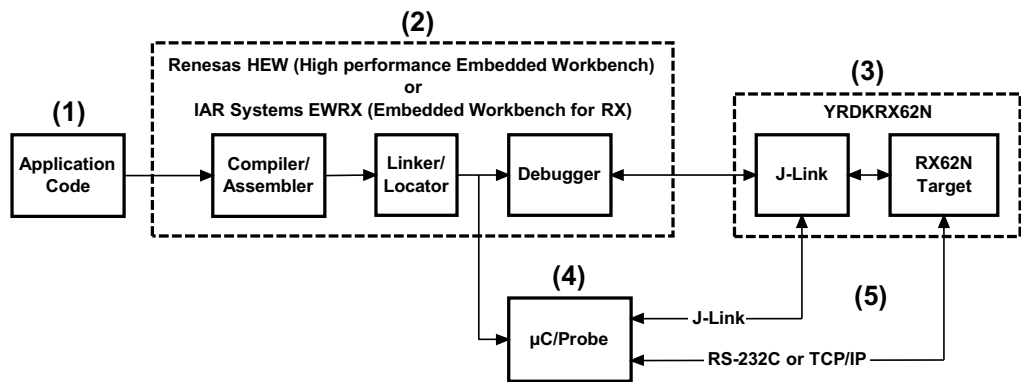 (2)
Renesas HEW (High performance Embedded Workbench)
or
IAR Systems EWRX (Embedded Workbench for RX)
(3)
YRDKRX62N
(1)
Application
Code
Compiler/
Assembler
Linker/
Locator
Debugger
J-Link
RX62N
Target
(4)
µC/Probe
(5)
J-Link
RS-232C or TCP/IP